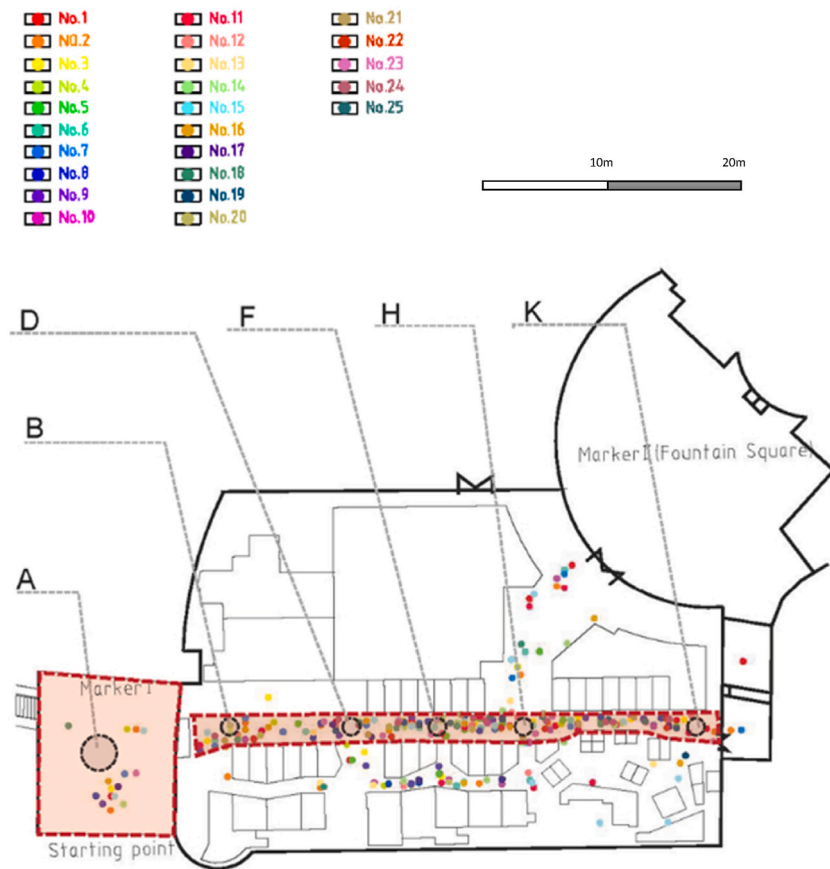 No.1 No.11 No.21
NO.2 No.12 No.22
No.3 No.13 No.23
No.4 No.14 No.24
No.5 No.15 No.25
No.6 No.16
No.7 No.17
No.8 No.18
No.9 No.19
No.10 No.20
10m 20m
D F H K
B
Marker II (Fountain Square)
A
Marker I
Starting point